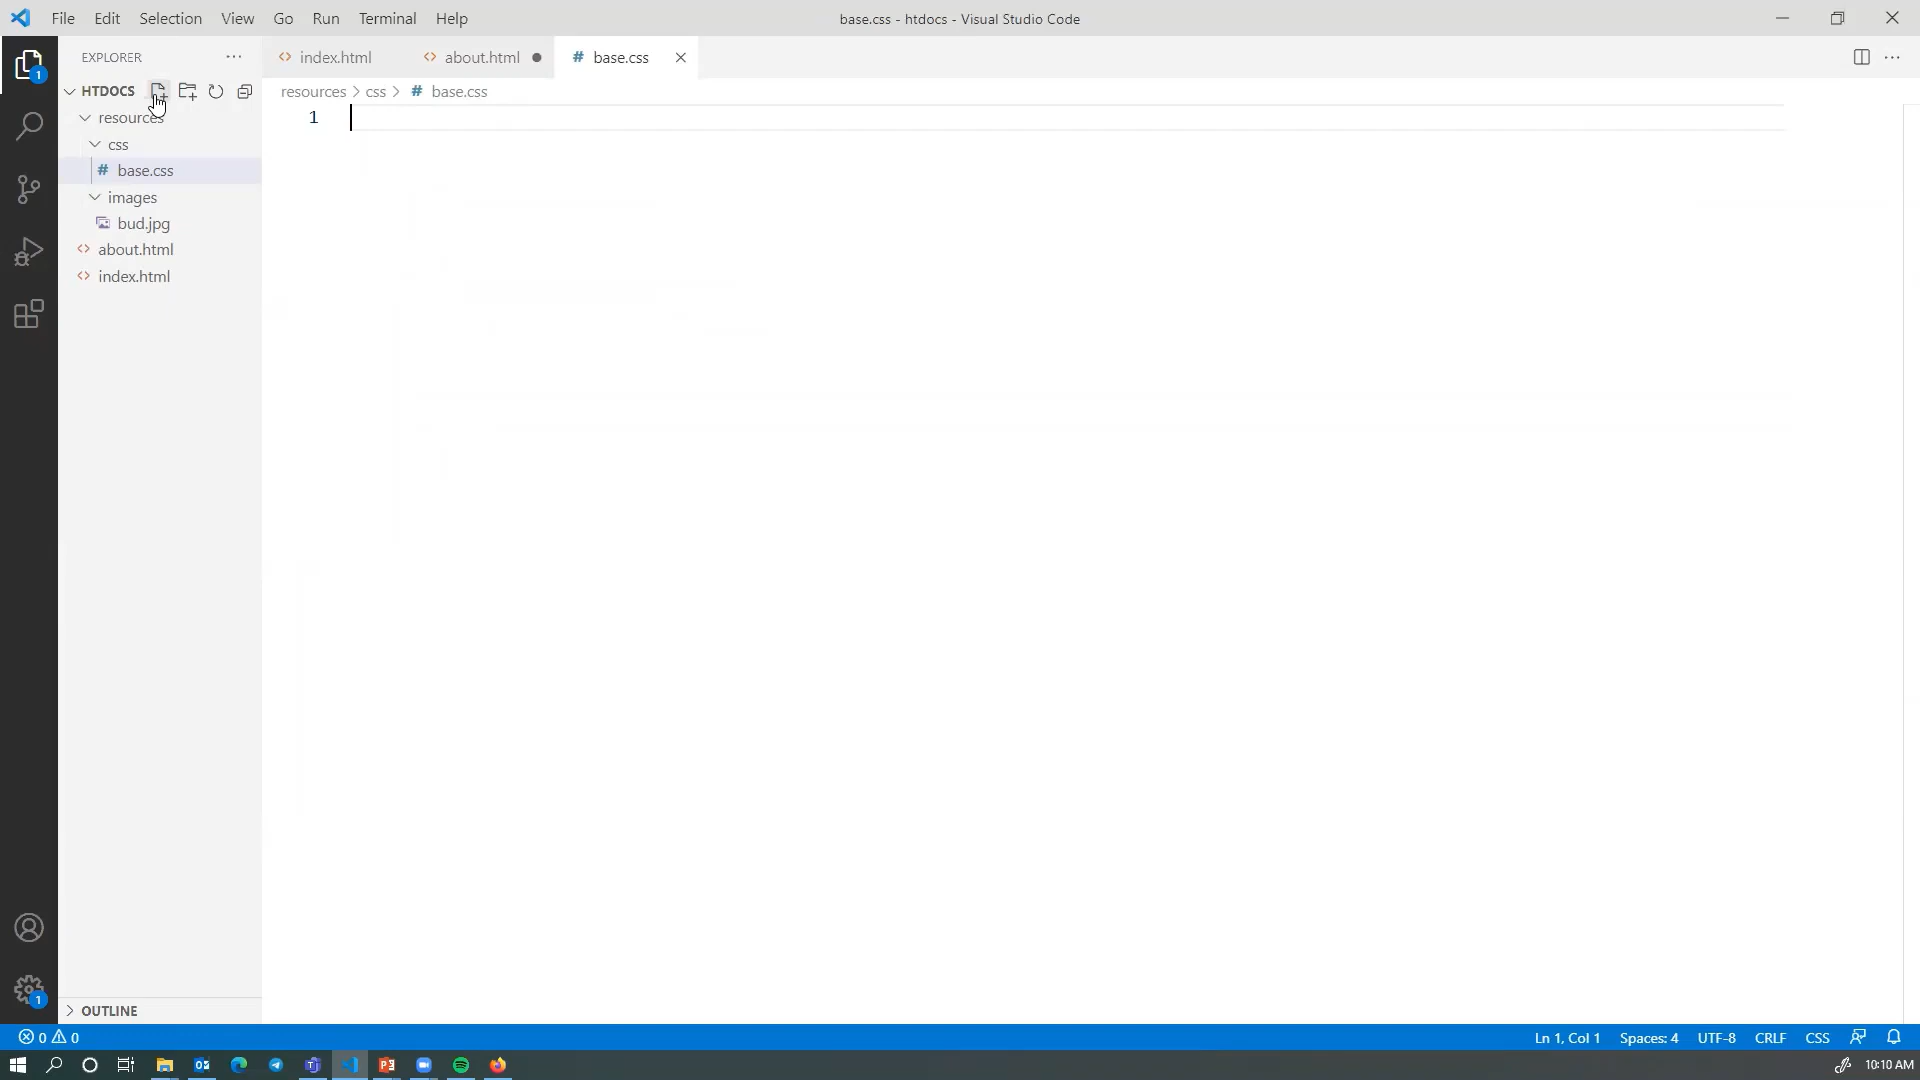 File Edit Selection View Go Run Terminal Help
base.css - htdocs - Visual Studio Code
EXPLORER
index.html
about.html
# base.css
HTDOCS
resources > css > # base.css
1
resources
css
# base.css
images
bud.jpg
about.html
index.html
OUTLINE
1
1
0 0
Ln 1, Col 1 Spaces: 4 UTF-8 CRLF CSS
10:10 AM